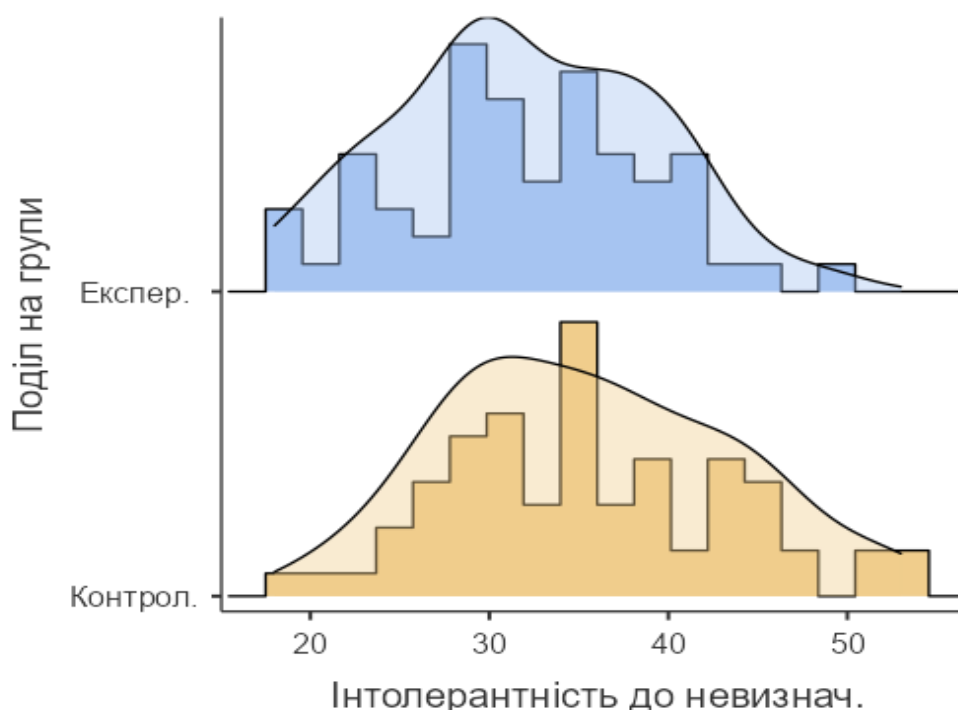 Поділ на групи
Експер.
Контрол.
20 30 40 50
Інтолерантність до невизнач.